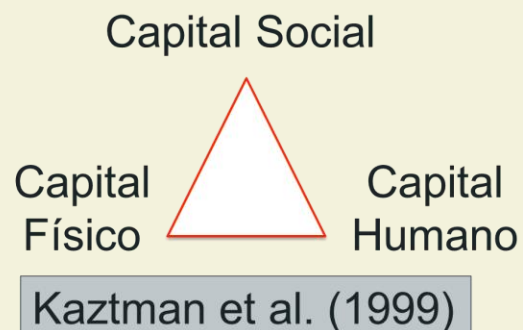 Capital Social
Capital
Físico
Capital
Humano
Kaztman et al. (1999)